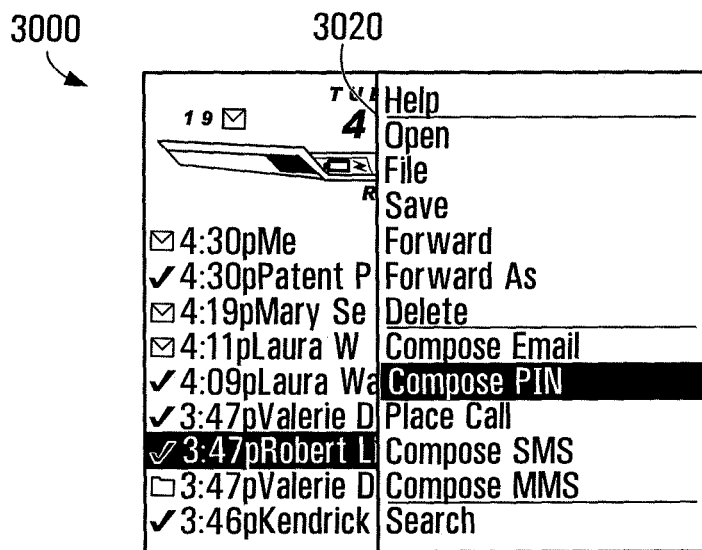 3000
3020
TUE
19
4
R
4:30pMe
4:30pPatent P
4:19pMary Se
4:11pLaura W
4:09pLaura Wa
3:47pValerie D
3:47pRobert Li
3:47pValerie D
3:46pKendrick
Help
Open
File
Save
Forward
Forward As
Delete
Compose Email
Compose PIN
Place Call
Compose SMS
Compose MMS
Search